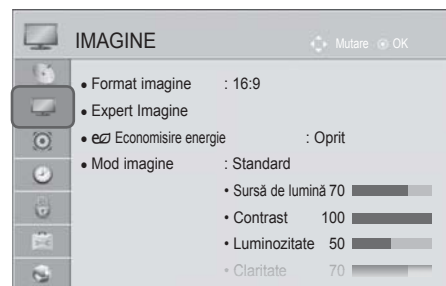 IMAGINE
Mutare OK
• Format imagine : 16:9
• Expert Imagine
• Economisire energie : Oprit
• Mod imagine : Standard
• Sursă de lumină 70
• Contrast 100
• Luminozitate 50
• Claritate 70